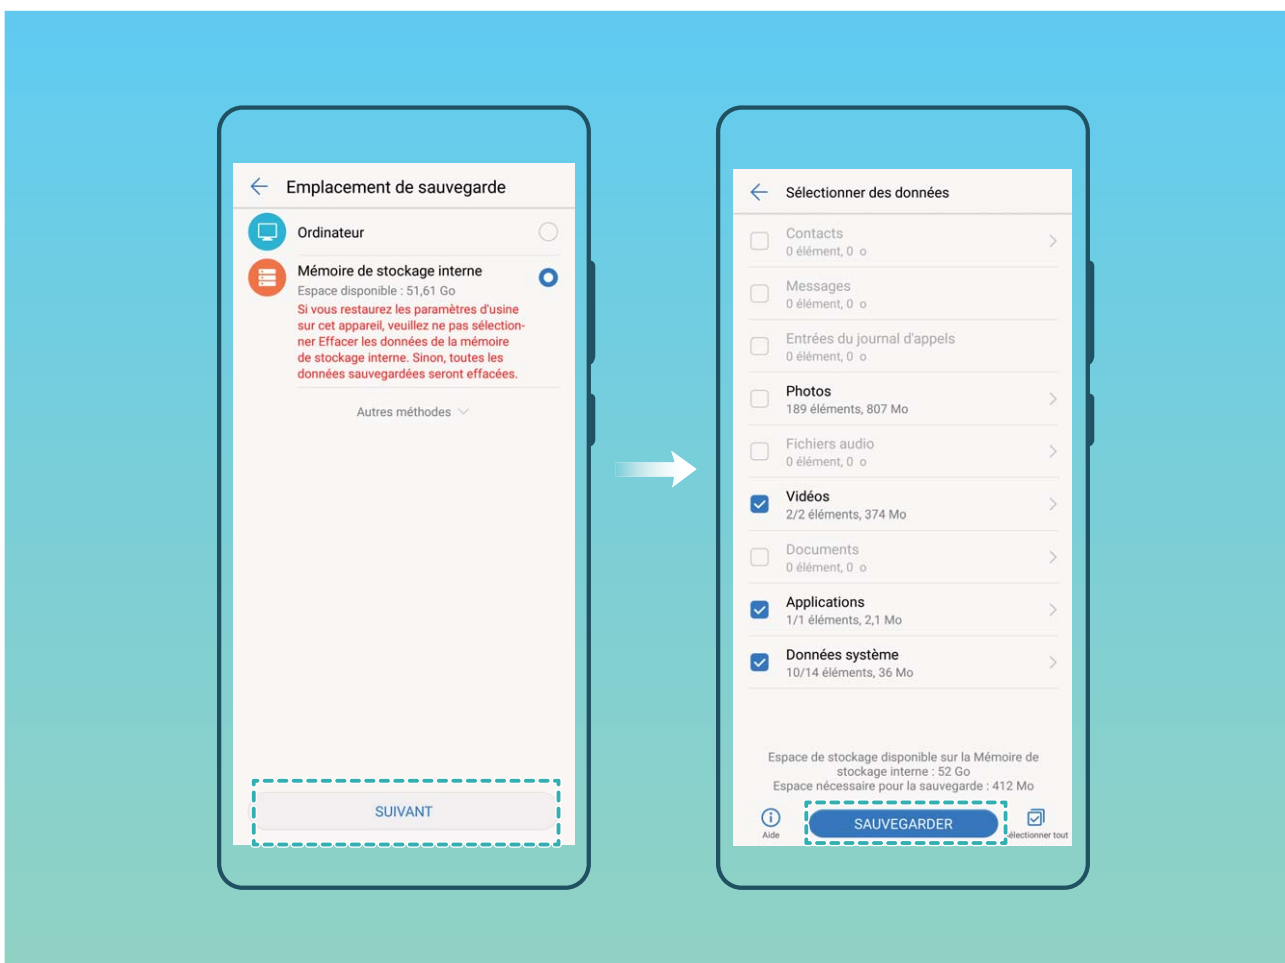 Emplacement de sauvegarde
Ordinateur
Mémoire de stockage interne
Espace disponible : 51,61 Go
Si vous restaurez les paramètres d'usine
sur cet appareil, veuillez ne pas sélection-
ner Effacer les données de la mémoire
de stockage interne. Sinon, toutes les
données sauvegardées seront effacées.
Autres méthodes
SUIVANT
Sélectionner des données
Contacts
0 élément, 0 o
Messages
0 élément, 0 o
Entrées du journal d'appels
0 élément, 0 o
Photos
189 éléments, 807 Mo
Fichiers audio
0 élément, 0 o
Vidéos
2/2 éléments, 374 Mo
Documents
0 élément, 0 o
Applications
1/1 éléments, 2,1 Mo
Données système
10/14 éléments, 36 Mo
Espace de stockage disponible sur la Mémoire de
stockage interne : 52 Go
Espace nécessaire pour la sauvegarde : 412 Mo
Aide
SAUVEGARDER
électionner tout